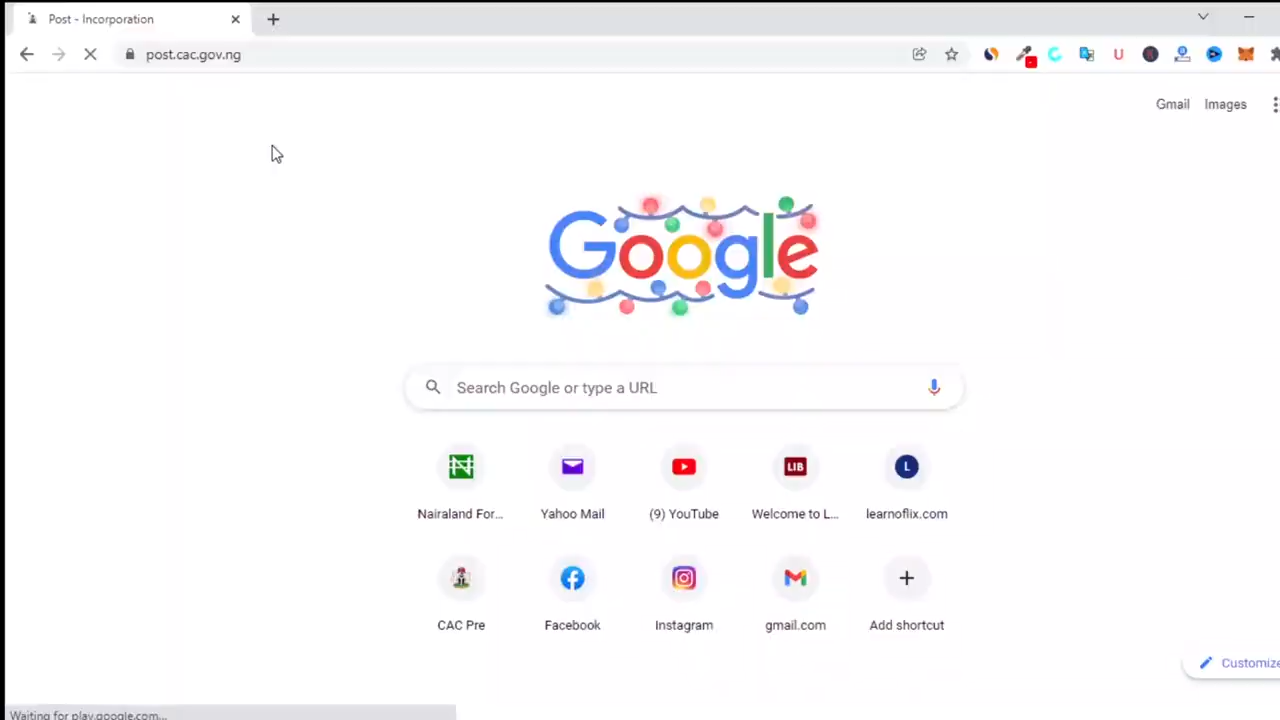 Post - Incorporation
post.cac.gov.ng
Gmail Images
Google
Search Google or type a URL
Nairaland For... Yahoo Mail (9) YouTube Welcome to L... learnoflix.com
CAC Pre Facebook Instagram gmail.com Add shortcut
Customize
Waiting for play.google.com...
LIB
L
U